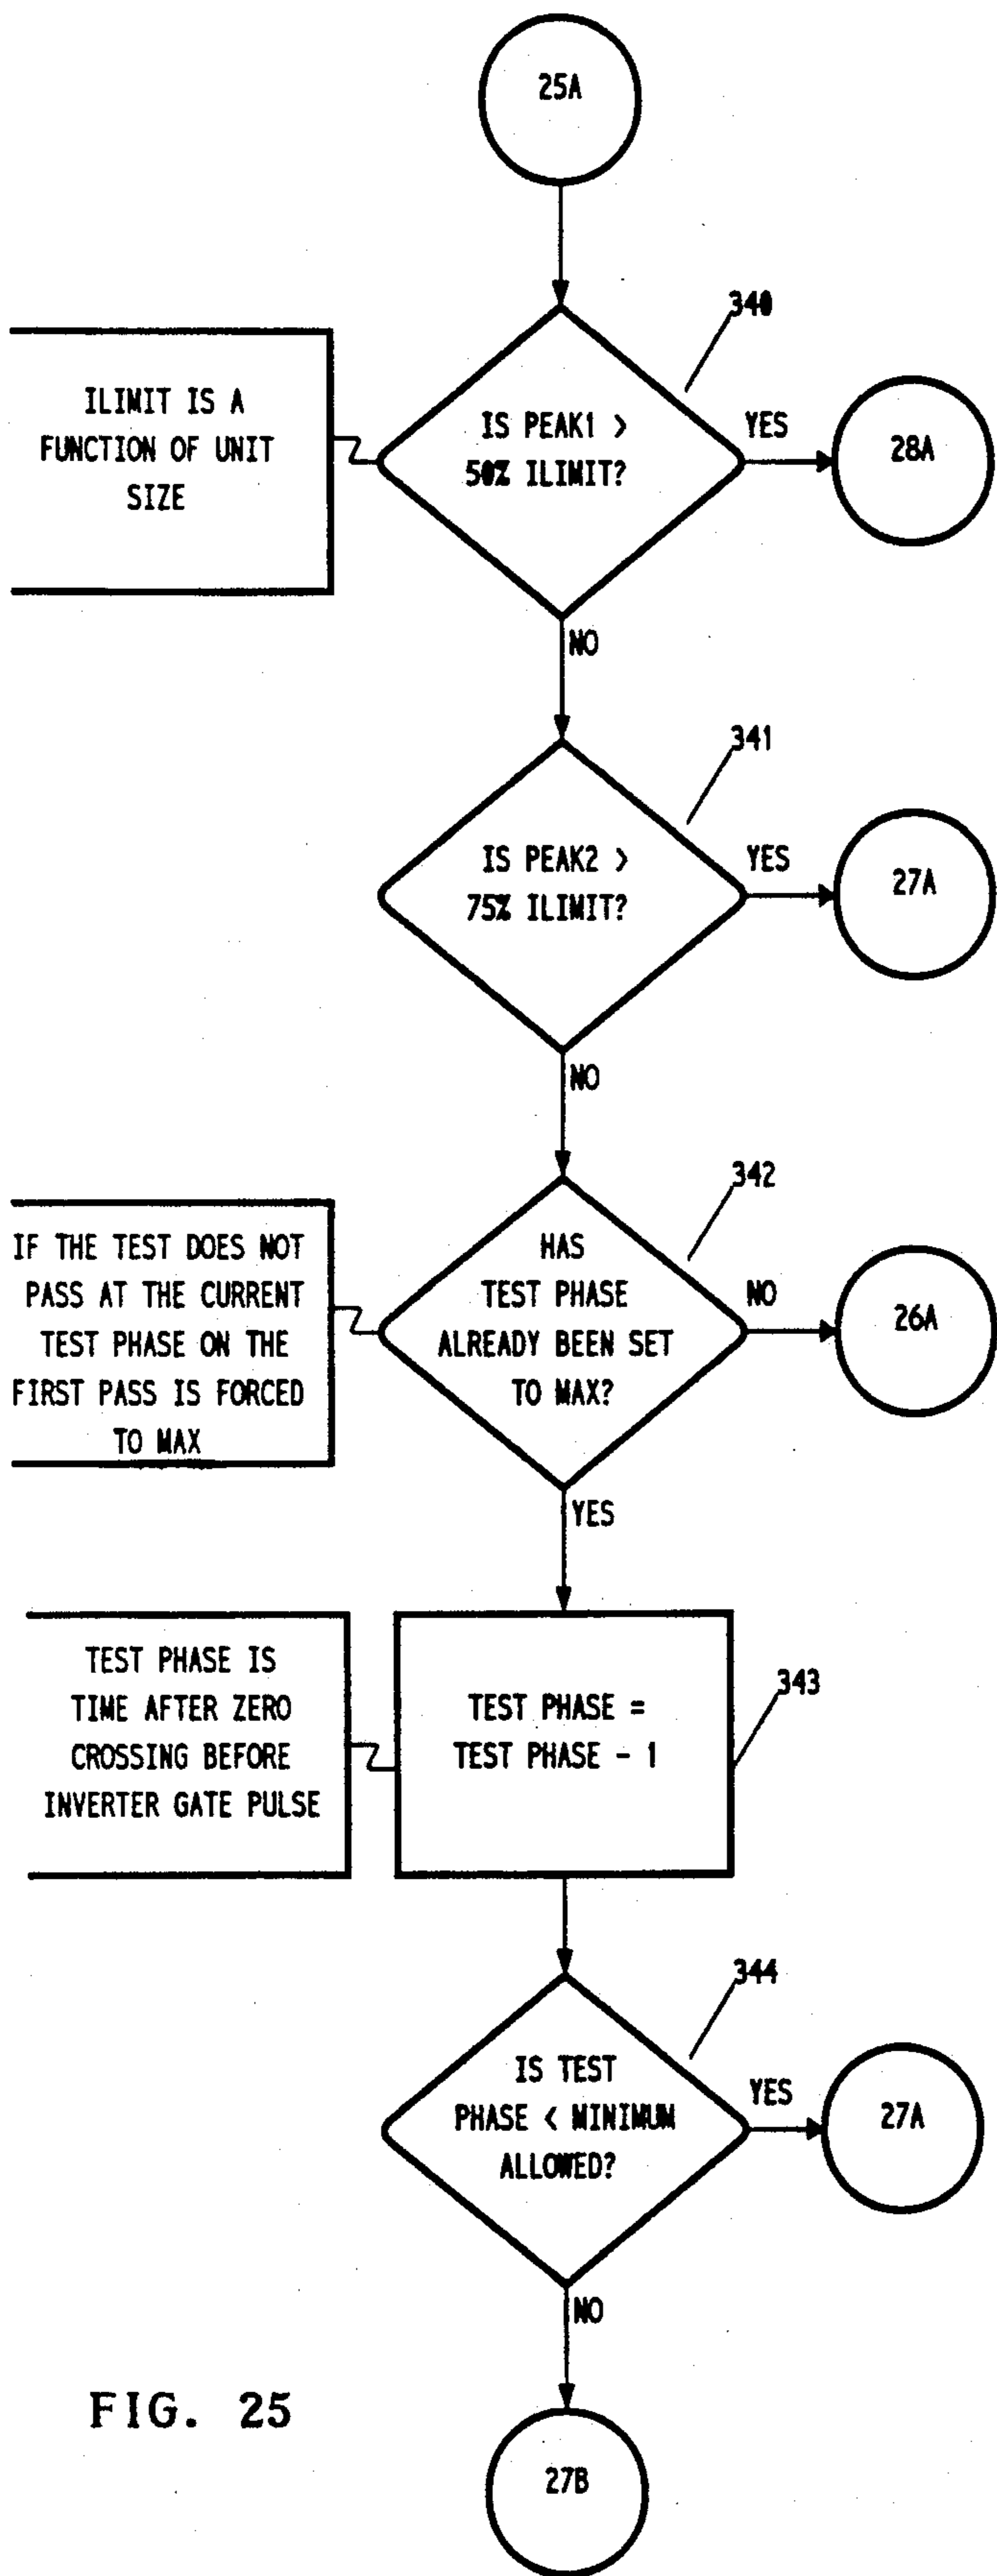 25A
340
ILIMIT IS A
FUNCTION OF UNIT
SIZE
IS PEAK1 >
50% ILIMIT?
YES
28A
NO
341
IS PEAK2 >
75% ILIMIT?
YES
27A
NO
342
IF THE TEST DOES NOT
PASS AT THE CURRENT
TEST PHASE ON THE
FIRST PASS IS FORCED
TO MAX
HAS
TEST PHASE
ALREADY BEEN SET
TO MAX?
NO
26A
YES
TEST PHASE IS
TIME AFTER ZERO
CROSSING BEFORE
INVERTER GATE PULSE
TEST PHASE =
TEST PHASE - 1
343
344
IS TEST
PHASE < MINIMUM
ALLOWED?
YES
27A
NO
FIG. 25
27B